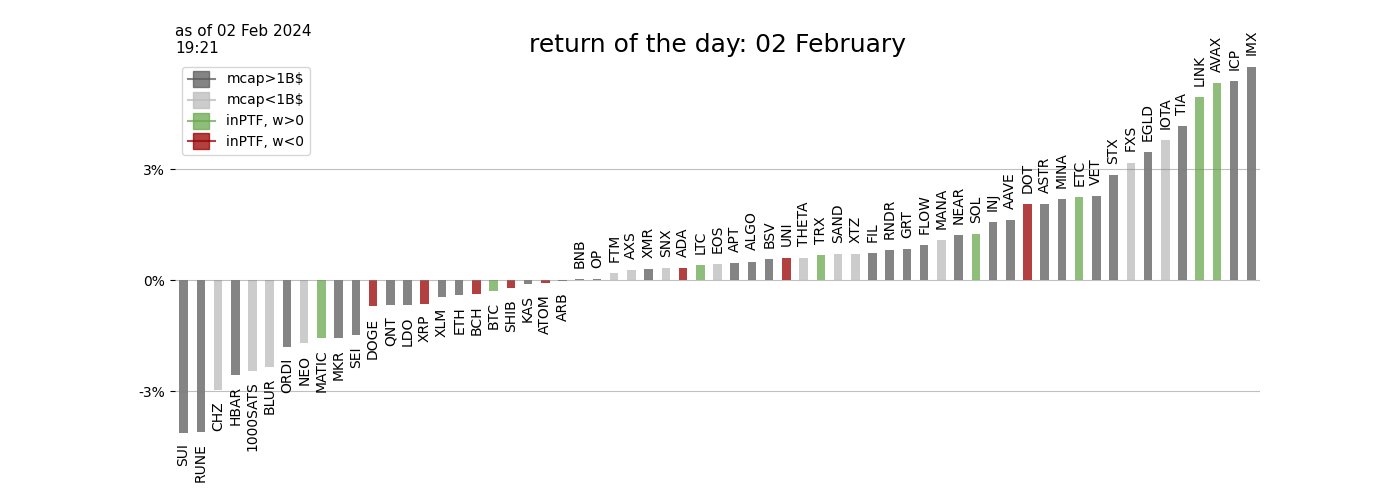 as of 02 Feb 2024
19:21
return of the day: 02 February
mcap>1B$
mcap<1B$
inPTF, w>0
inPTF, w<0
3%
0%
-3%
SUI
RUNE
CHZ
HBAR
1000SATS
BLUR
ORDI
NEO
MATIC
MKR
SEI
DOGE
QNT
LDO
XRP
XLM
ETH
BCH
BTC
SHIB
KAS
ATOM
ARB
BNB
OP
FTM
AXS
XMR
SNX
ADA
LTC
EOS
APT
ALGO
BSV
UNI
THETA
TRX
SAND
XTZ
FIL
RNDR
GRT
FLOW
MANA
NEAR
SOL
INJ
AAVE
DOT
ASTR
MINA
ETC
VET
STX
FXS
EGLD
IOTA
TIA
LINK
AVAX
ICP
IMX